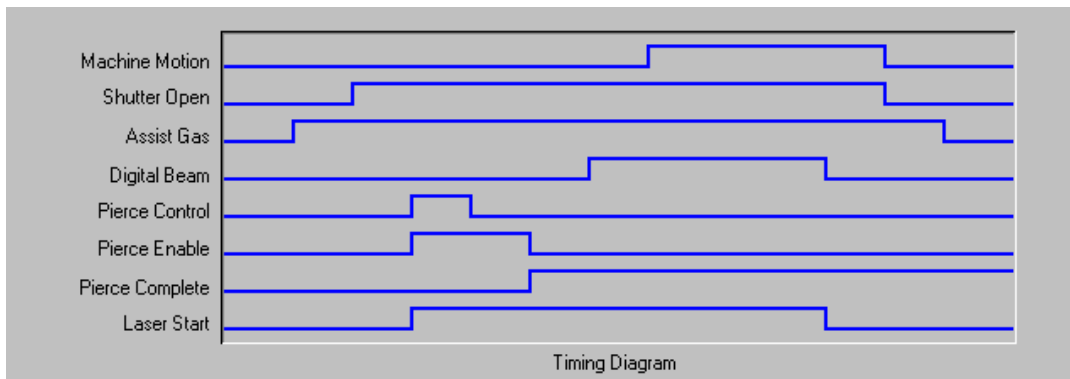 Machine Motion
Shutter Open
Assist Gas
Digital Beam
Pierce Control
Pierce Enable
Pierce Complete
Laser Start
Timing Diagram